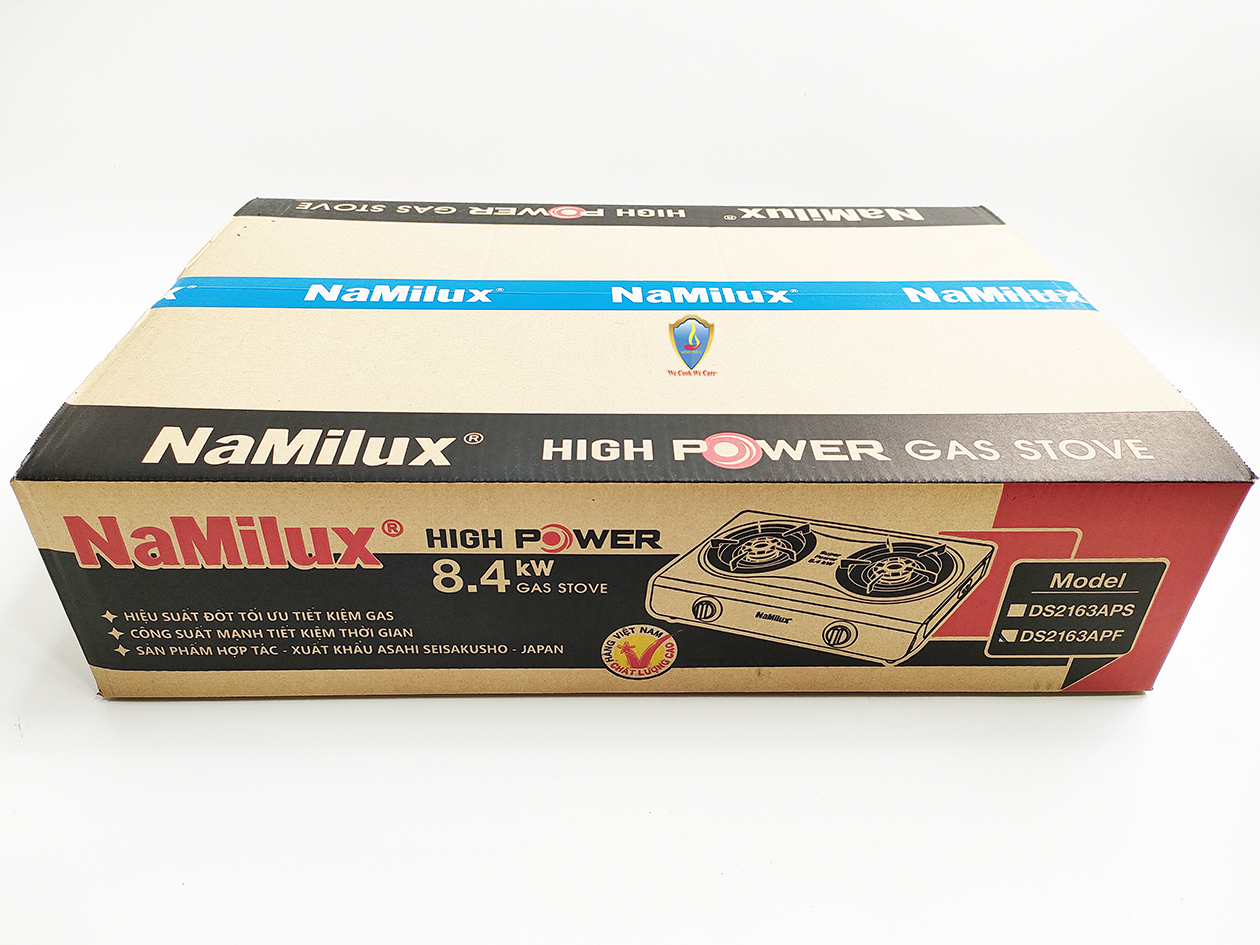 NaMilux® HIGH POWER GAS STOVE
NaMilux® NaMilux® NaMilux
We Cook We Care
NaMilux® HIGH POWER GAS STOVE
NaMilux®
HIGH POWER
8.4 kW
GAS STOVE
HIỆU SUẤT ĐỐT TỐI ƯU TIẾT KIỆM GAS
CÔNG SUẤT MẠNH TIẾT KIỆM THỜI GIAN
SẢN PHẨM HỢP TÁC - XUẤT KHẨU ASAHI SEISAKUSHO - JAPAN
HÀNG VIỆT NAM
CHẤT LƯỢNG CAO
NaMilux®
Model
DS2163APS
DS2163APF